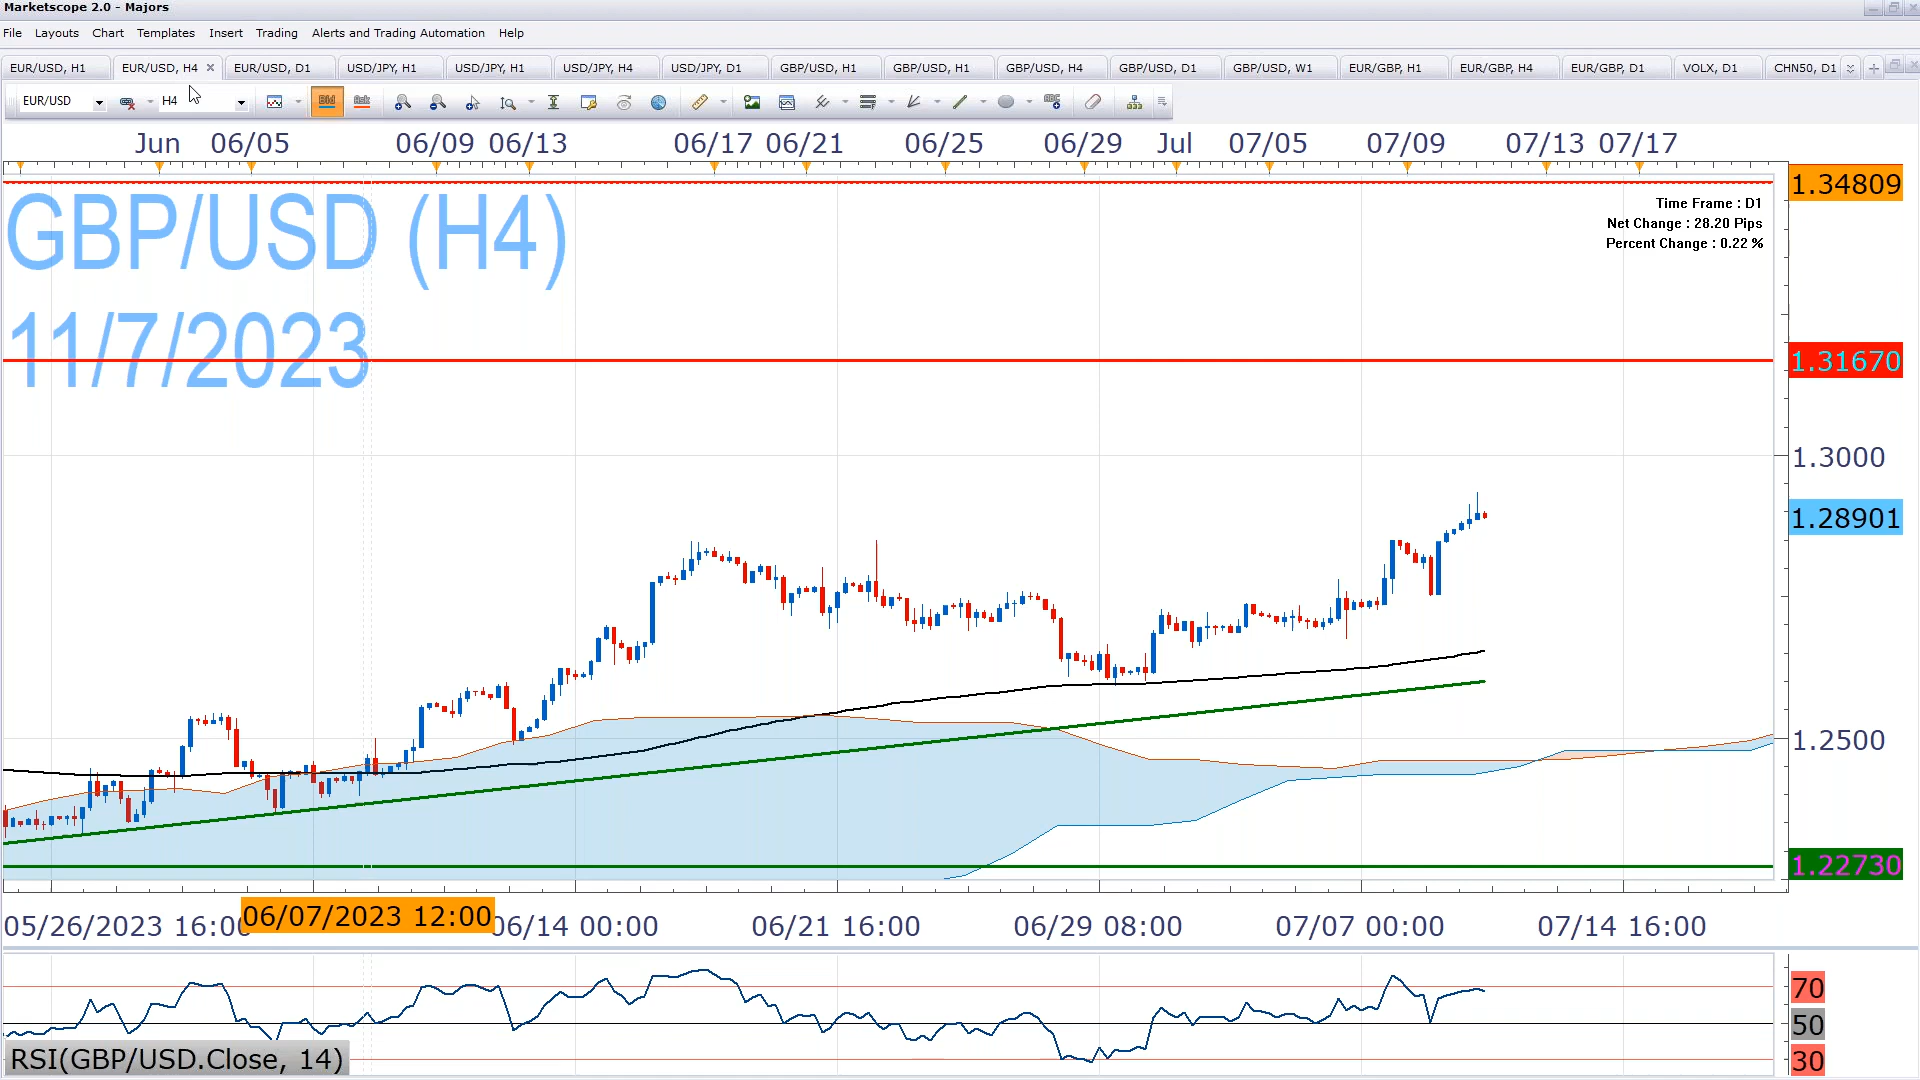 Marketscope 2.0 - Majors
File Layouts Chart Templates Insert Trading Alerts and Trading Automation Help
EUR/USD, H1 EUR/USD, H4 EUR/USD, D1 USD/JPY, H1 USD/JPY, H1 USD/JPY, H4 USD/JPY, D1 GBP/USD, H1 GBP/USD, H1 GBP/USD, H4 GBP/USD, D1 GBP/USD, W1 EUR/GBP, H1 EUR/GBP, H4 EUR/GBP, D1 VOLX, D1 CHN50, D1
EUR/USD H4 Bid Ask ABC
Jun 06/05 06/09 06/13 06/17 06/21 06/25 06/29 Jul 07/05 07/09 07/13 07/17
1.34809
GBP/USD (H4)
Time Frame : D1
Net Change : 28.20 Pips
Percent Change : 0.22 %
11/7/2023
1.31670
1.3000
1.28901
1.2500
1.22730
05/26/2023 16:00 06/07/2023 12:00 06/14 00:00 06/21 16:00 06/29 08:00 07/07 00:00 07/14 16:00
70
50
RSI(GBP/USD.Close, 14)
30